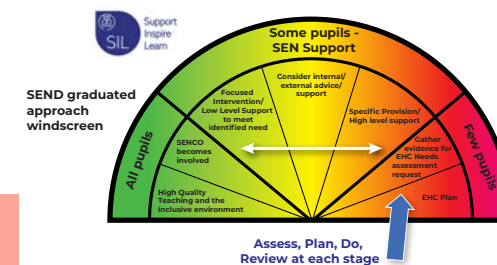 SIL
Support
Inspire
Learn
SEND graduated
approach
windscreen
All pupils
Some pupils -
SEN Support
Few pupils
High Quality
Teaching and the
inclusive environment
SENCO
becomes
involved
Focused
Intervention/
Low Level Support
to meet
identified need
Consider internal/
external advice/
support
Specific Provision/
High level support
Gather
evidence for
EHC Needs
assessment
request
EHC Plan
Assess, Plan, Do,
Review at each stage